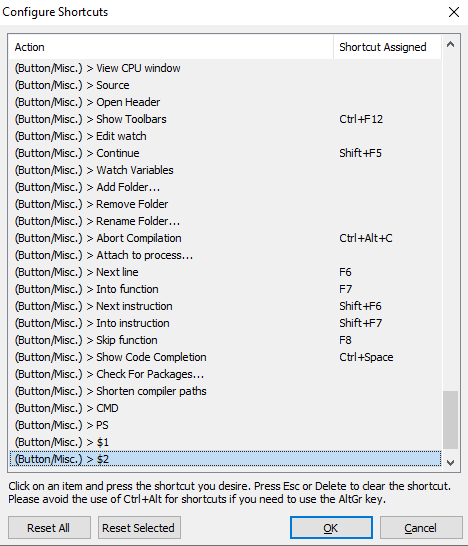 Configure Shortcuts
Action Shortcut Assigned
(Button/Misc.) > View CPU window
(Button/Misc.) > Source
(Button/Misc.) > Open Header
(Button/Misc.) > Show Toolbars Ctrl+F12
(Button/Misc.) > Edit watch
(Button/Misc.) > Continue Shift+F5
(Button/Misc.) > Watch Variables
(Button/Misc.) > Add Folder...
(Button/Misc.) > Remove Folder
(Button/Misc.) > Rename Folder...
(Button/Misc.) > Abort Compilation Ctrl+Alt+C
(Button/Misc.) > Attach to process...
(Button/Misc.) > Next line F6
(Button/Misc.) > Into function F7
(Button/Misc.) > Next instruction Shift+F6
(Button/Misc.) > Into instruction Shift+F7
(Button/Misc.) > Skip function F8
(Button/Misc.) > Show Code Completion Ctrl+Space
(Button/Misc.) > Check For Packages...
(Button/Misc.) > Shorten compiler paths
(Button/Misc.) > CMD
(Button/Misc.) > PS
(Button/Misc.) > $1
(Button/Misc.) > $2
Click on an item and press the shortcut you desire. Press Esc or Delete to clear the shortcut.
Please avoid the use of Ctrl+Alt for shortcuts if you need to use the AltGr key.
Reset All Reset Selected OK Cancel